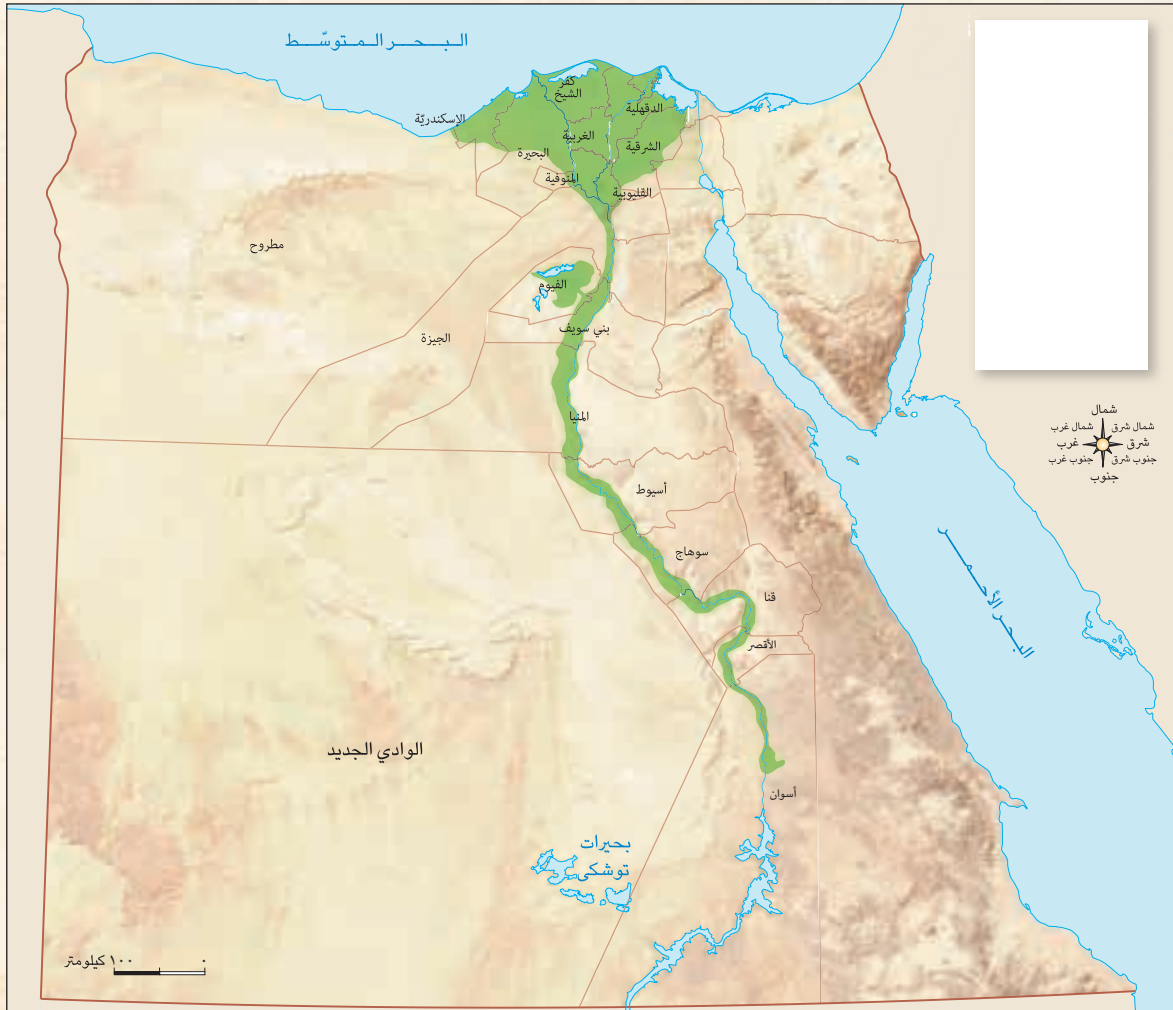 البحر المتوسّط
كفر
الشيخ
الدقهلية
الإسكندريّة
الغربية
الشرقية
البحيرة
المنوفية
القليوبية
مطروح
الفيوم
بني سويف
الجيزة
المنيا
شمال
شمال غرب
شمال شرق
غرب
شرق
جنوب غرب
جنوب شرق
جنوب
أسيوط
البحر الأحمر
سوهاج
قنا
الأقصر
الوادي الجديد
أسوان
بحيرات
توشكى
٠
١٠٠ كيلومتر